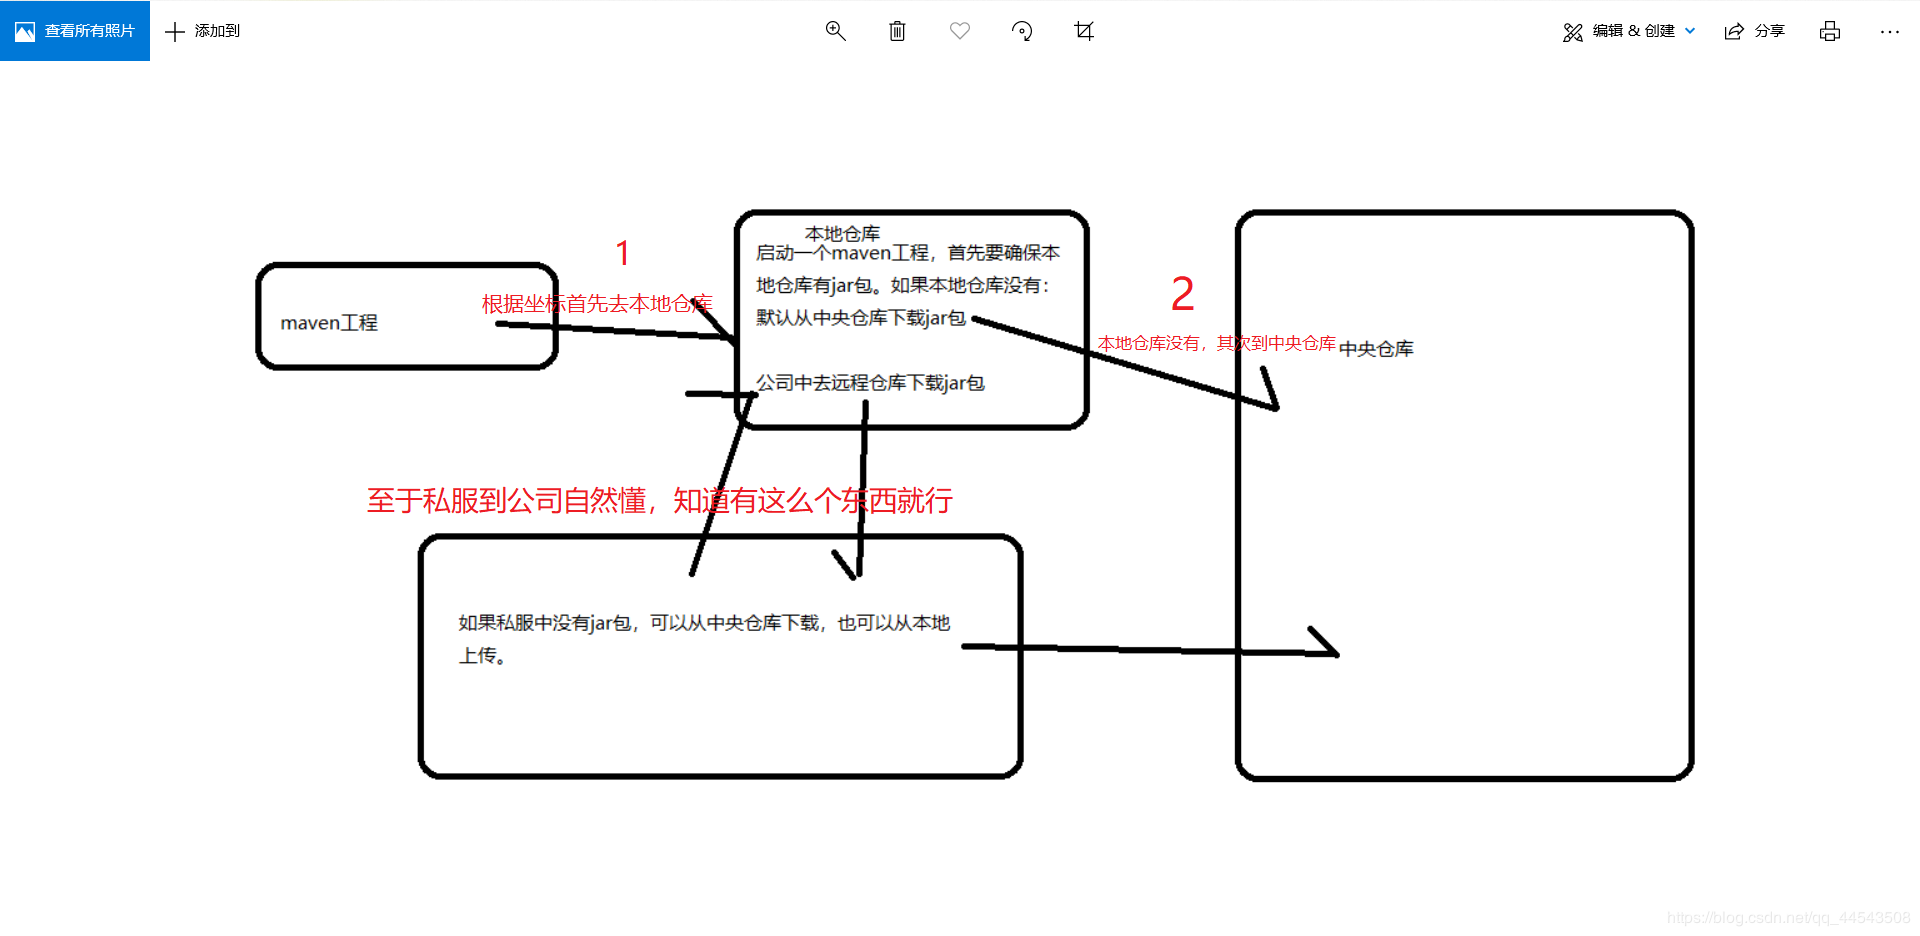 查看所有照片
添加到
编辑 & 创建
分享
1
根据坐标首先去本地仓库
maven工程
本地仓库
启动一个maven工程，首先要确保本
地仓库有jar包。如果本地仓库没有：
默认从中央仓库下载jar包
公司中去远程仓库下载jar包
2
本地仓库没有，其次到中央仓库
中央仓库
至于私服到公司自然懂，知道有这么个东西就行
如果私服中没有jar包，可以从中央仓库下载，也可以从本地
上传。
https://blog.csdn.net/qq_44543508